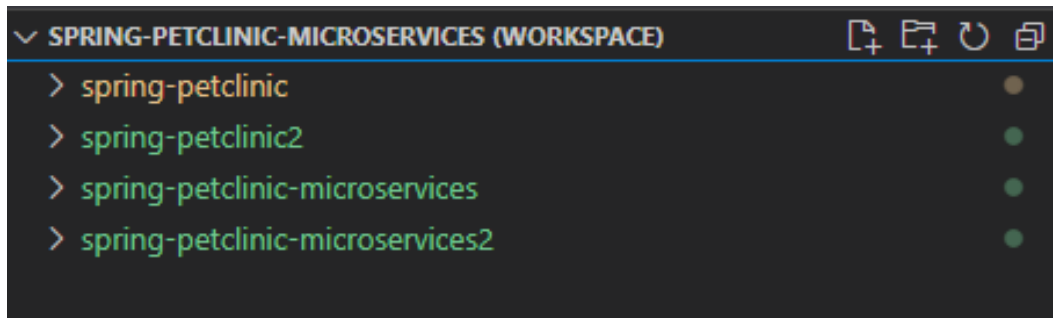 SPRING-PETCLINIC-MICROSERVICES (WORKSPACE)
spring-petclinic
spring-petclinic2
spring-petclinic-microservices
spring-petclinic-microservices2